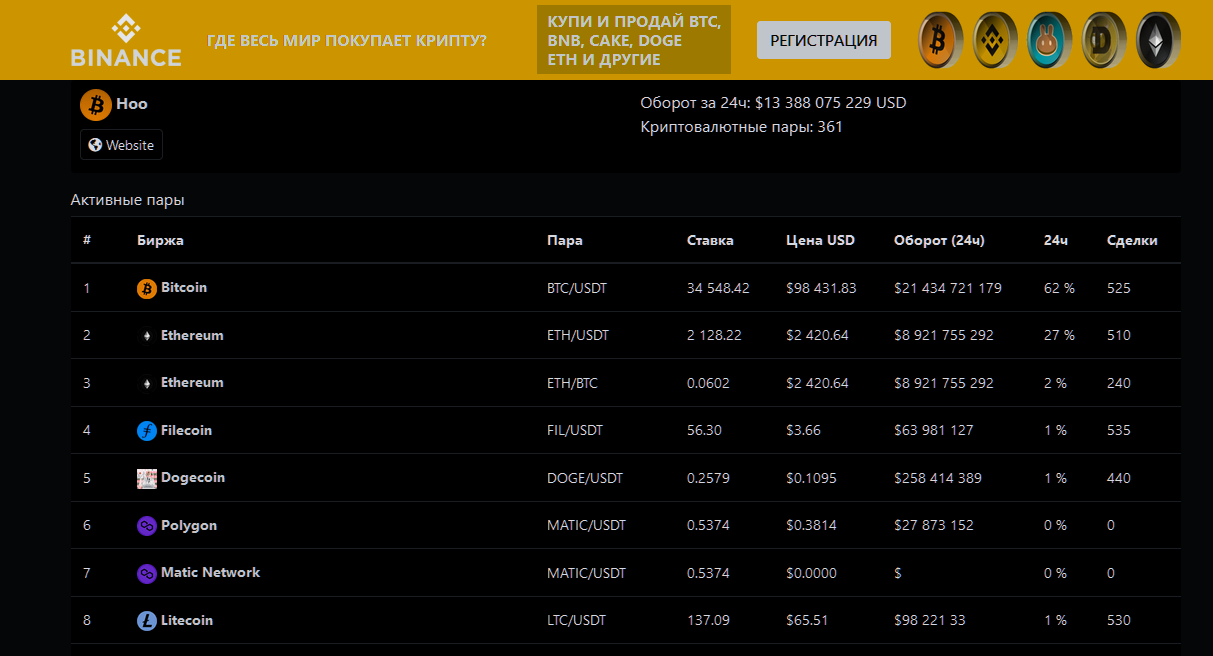 BINANCE
ГДЕ ВЕСЬ МИР ПОКУПАЕТ КРИПТУ?
КУПИ И ПРОДАЙ BTC,
BNB, CAKE, DOGE
ETH И ДРУГИЕ
РЕГИСТРАЦИЯ
Hoo
Website
Оборот за 24ч: $13 388 075 229 USD
Криптовалютные пары: 361
Активные пары
# Биржа Пара Ставка Цена USD Оборот (24ч) 24ч Сделки
1 Bitcoin BTC/USDT 34 548.42 $98 431.83 $21 434 721 179 62 % 525
2 Ethereum ETH/USDT 2 128.22 $2 420.64 $8 921 755 292 27 % 510
3 Ethereum ETH/BTC 0.0602 $2 420.64 $8 921 755 292 2 % 240
4 Filecoin FIL/USDT 56.30 $3.66 $63 981 127 1 % 535
5 Dogecoin DOGE/USDT 0.2579 $0.1095 $258 414 389 1 % 440
6 Polygon MATIC/USDT 0.5374 $0.3814 $27 873 152 0 % 0
7 Matic Network MATIC/USDT 0.5374 $0.0000 $ 0 % 0
8 Litecoin LTC/USDT 137.09 $65.51 $98 221 33 1 % 530